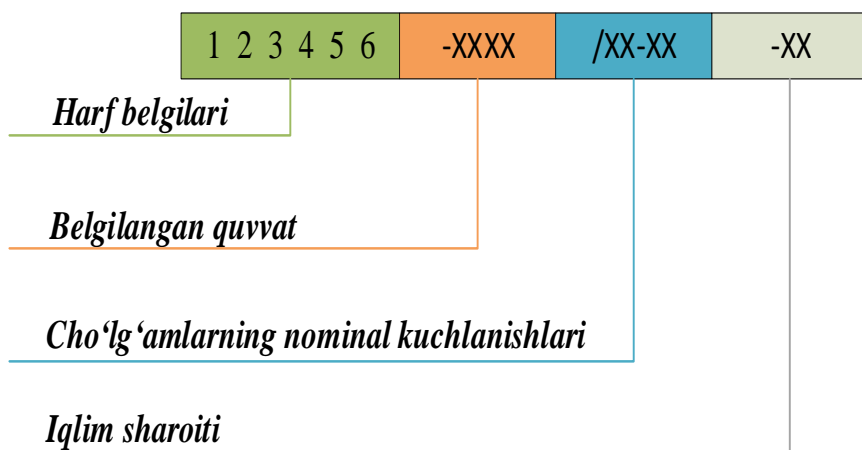 1 2 3 4 5 6 -XXXX /XX-XX -XX
Harf belgilari
Belgilangan quvvat
Cho‘lg‘amlarning nominal kuchlanishlari
Iqlim sharoiti